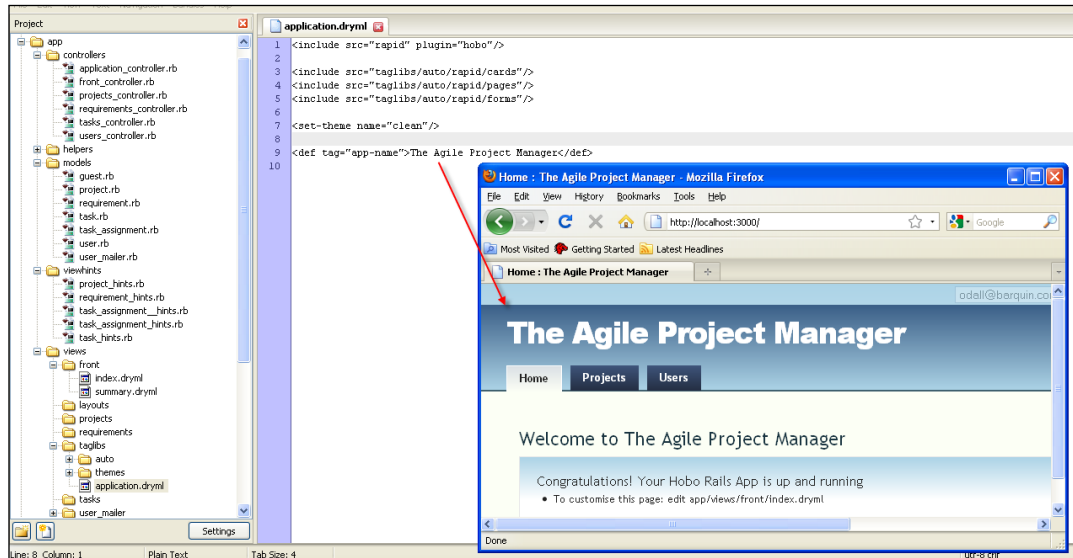 Project
app
controllers
application_controller.rb
front_controller.rb
projects_controller.rb
requirements_controller.rb
tasks_controller.rb
users_controller.rb
helpers
models
guest.rb
project.rb
requirement.rb
task.rb
task_assignment.rb
user.rb
user_mailer.rb
viewhints
project_hints.rb
requirement_hints.rb
task_assignment__hints.rb
task_assignment_hints.rb
task_hints.rb
views
front
index.dryml
summary.dryml
layouts
projects
requirements
taglibs
auto
themes
application.dryml
tasks
user_mailer
Settings
Line: 8 Column: 1 Plain Text Tab Size: 4
application.dryml
1 <include src="rapid" plugin="hobo"/>
2
3 <include src="taglibs/auto/rapid/cards"/>
4 <include src="taglibs/auto/rapid/pages"/>
5 <include src="taglibs/auto/rapid/forms"/>
6
7 <set-theme name="clean"/>
8
9 <def tag="app-name">The Agile Project Manager</def>
10
Home : The Agile Project Manager - Mozilla Firefox
File Edit View History Bookmarks Tools Help
http://localhost:3000/
Google
Most Visited Getting Started Latest Headlines
Home : The Agile Project Manager
odall@barquin.co
The Agile Project Manager
Home Projects Users
Welcome to The Agile Project Manager
Congratulations! Your Hobo Rails App is up and running
• To customise this page: edit app/views/front/index.dryml
Done